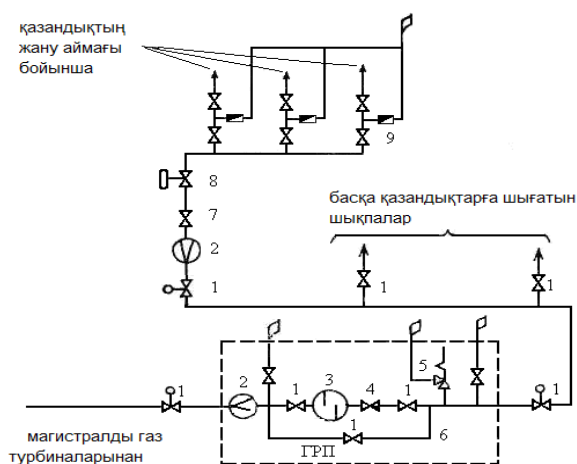 қазандықтың
жану аймағы
бойынша
9
8
7
2
1
басқа қазандықтарға шығатын
шықпалар
1
1
1
2
1
3
4
1
5
1
6
1
ГРП
магистралды газ
турбиналарынан